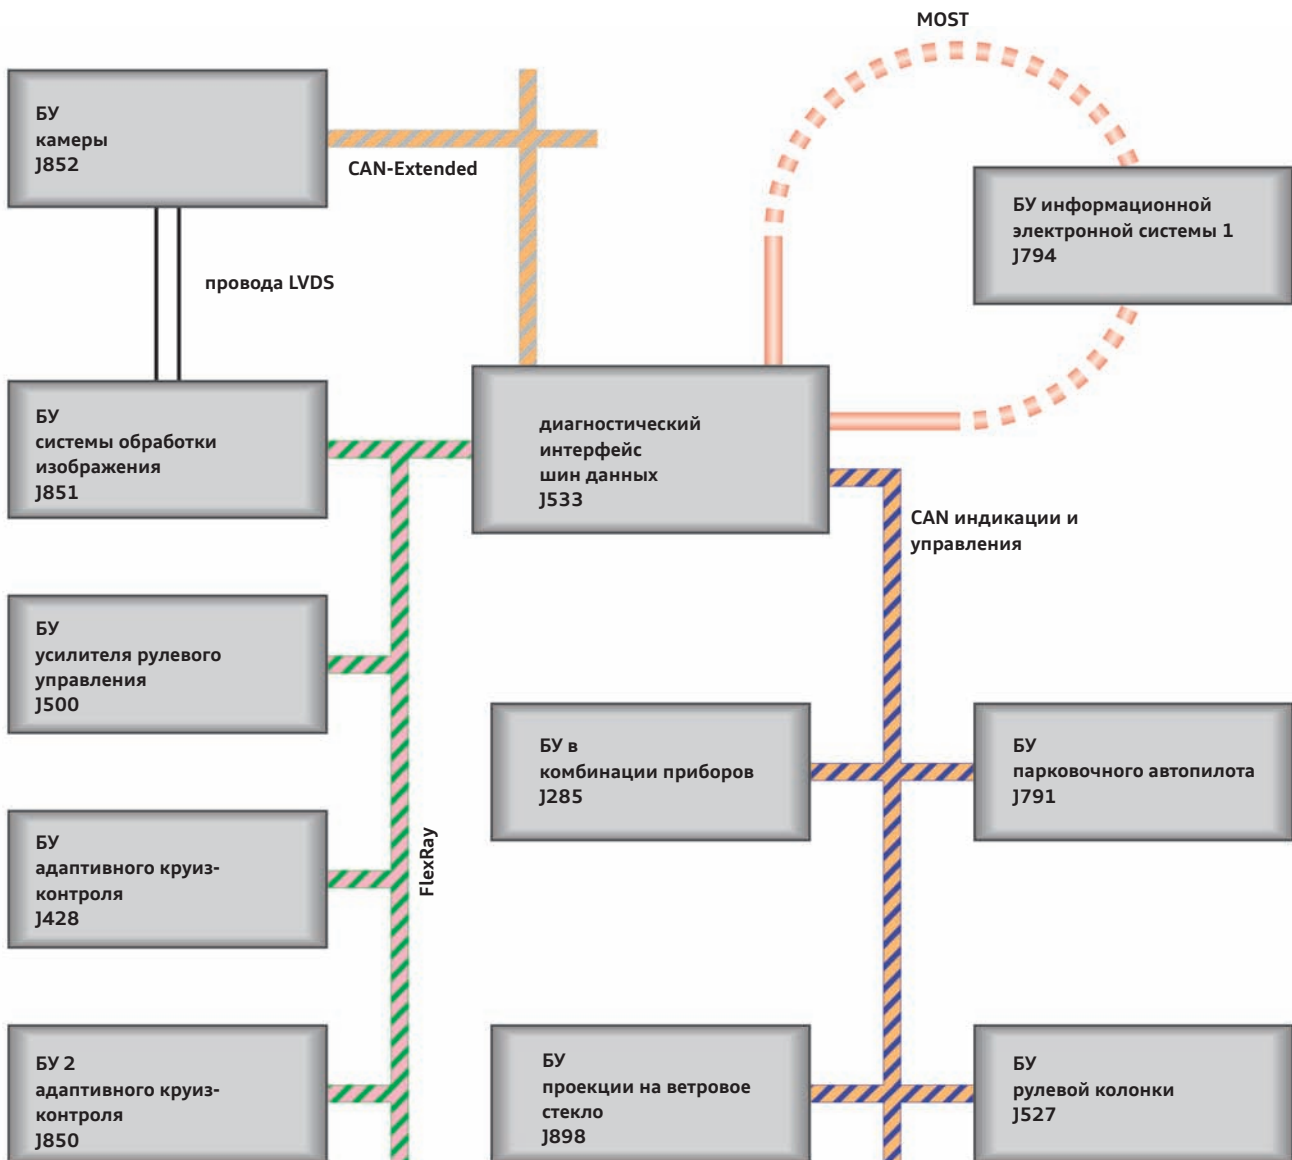 MOST
БУ
камеры
J852
CAN-Extended
БУ информационной
электронной системы 1
J794
провода LVDS
БУ
системы обработки
изображения
J851
диагностический
интерфейс
шин данных
J533
CAN индикации и
управления
БУ
усилителя рулевого
управления
J500
БУ в
комбинации приборов
J285
БУ
парковочного автопилота
J791
БУ
адаптивного круиз-
контроля
J428
FlexRay
БУ 2
адаптивного круиз-
контроля
J850
БУ
проекции на ветровое
стекло
J898
БУ
рулевой колонки
J527